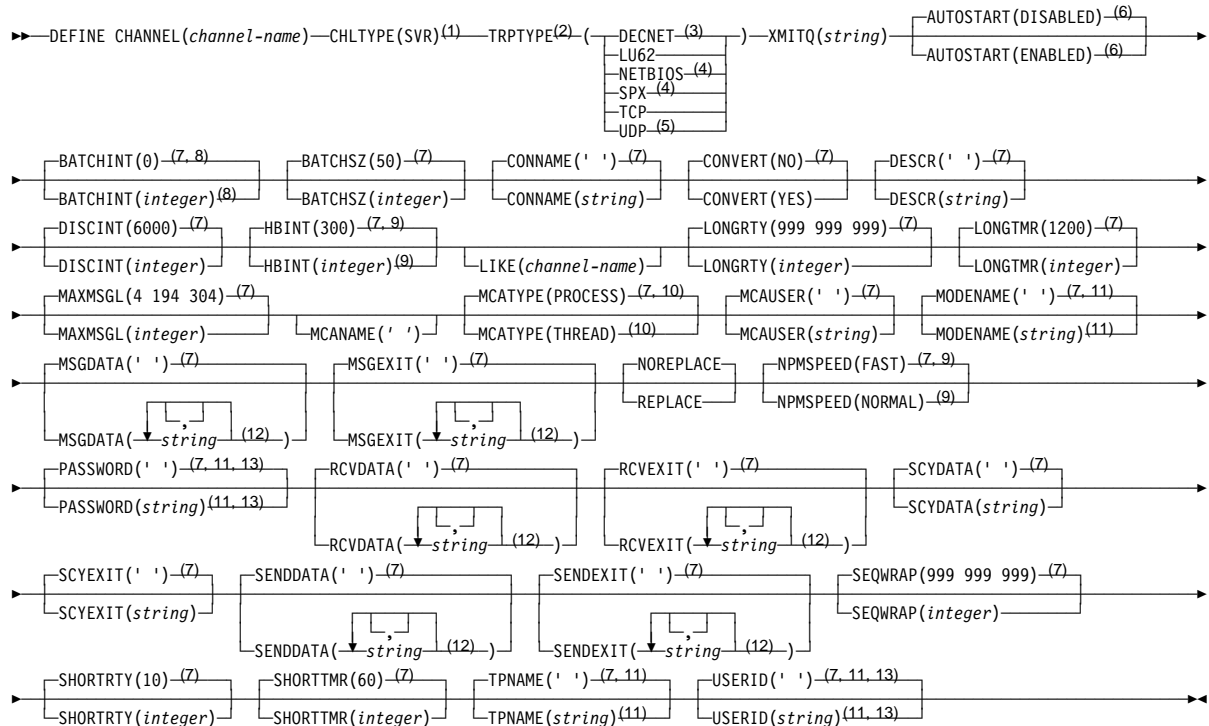 AUTOSTART(DISABLED) (6)
DEFINE CHANNEL(channel-name) CHLTYPE(SVR) (1) TRPTYPE (2) ( DECNET (3) ) XMITQ(string)
LU62 AUTOSTART(ENABLED) (6)
NETBIOS (4)
SPX (4)
TCP
UDP (5)
BATCHINT(0) (7, 8) BATCHSZ(50) (7) CONNAME(' ') (7) CONVERT(NO) (7) DESCR(' ') (7)
BATCHINT(integer) (8) BATCHSZ(integer) CONNAME(string) CONVERT(YES) DESCR(string)
DISCINT(6000) (7) HBINT(300) (7, 9) LONGRTY(999 999 999) (7) LONGTMR(1200) (7)
DISCINT(integer) HBINT(integer) (9) LIKE(channel-name) LONGRTY(integer) LONGTMR(integer)
MAXMSGL(4 194 304) (7) MCATYPE(PROCESS) (7, 10) MCAUSER(' ') (7) MODENAME(' ') (7, 11)
MAXMSGL(integer) MCANAME(' ') MCATYPE(THREAD) (10) MCAUSER(string) MODENAME(string) (11)
MSGDATA(' ') (7) MSGEXIT(' ') (7) NOREPLACE NPMSPEED(FAST) (7, 9)
REPLACE NPMSPEED(NORMAL) (9)
, ,
MSGDATA( string (12) ) MSGEXIT( string (12) )
PASSWORD(' ') (7, 11, 13) RCVDATA(' ') (7) RCVEXIT(' ') (7) SCYDATA(' ') (7)
PASSWORD(string) (11, 13) SCYDATA(string)
, ,
RCVDATA( string (12) ) RCVEXIT( string (12) )
SCYEXIT(' ') (7) SENDDATA(' ') (7) SENDEXIT(' ') (7) SEQWRAP(999 999 999) (7)
SCYEXIT(string) SEQWRAP(integer)
, ,
SENDDATA( string (12) ) SENDEXIT( string (12) )
SHORTRTY(10) (7) SHORTTMR(60) (7) TPNAME(' ') (7, 11) USERID(' ') (7, 11, 13)
SHORTRTY(integer) SHORTTMR(integer) TPNAME(string) (11) USERID(string) (11, 13)